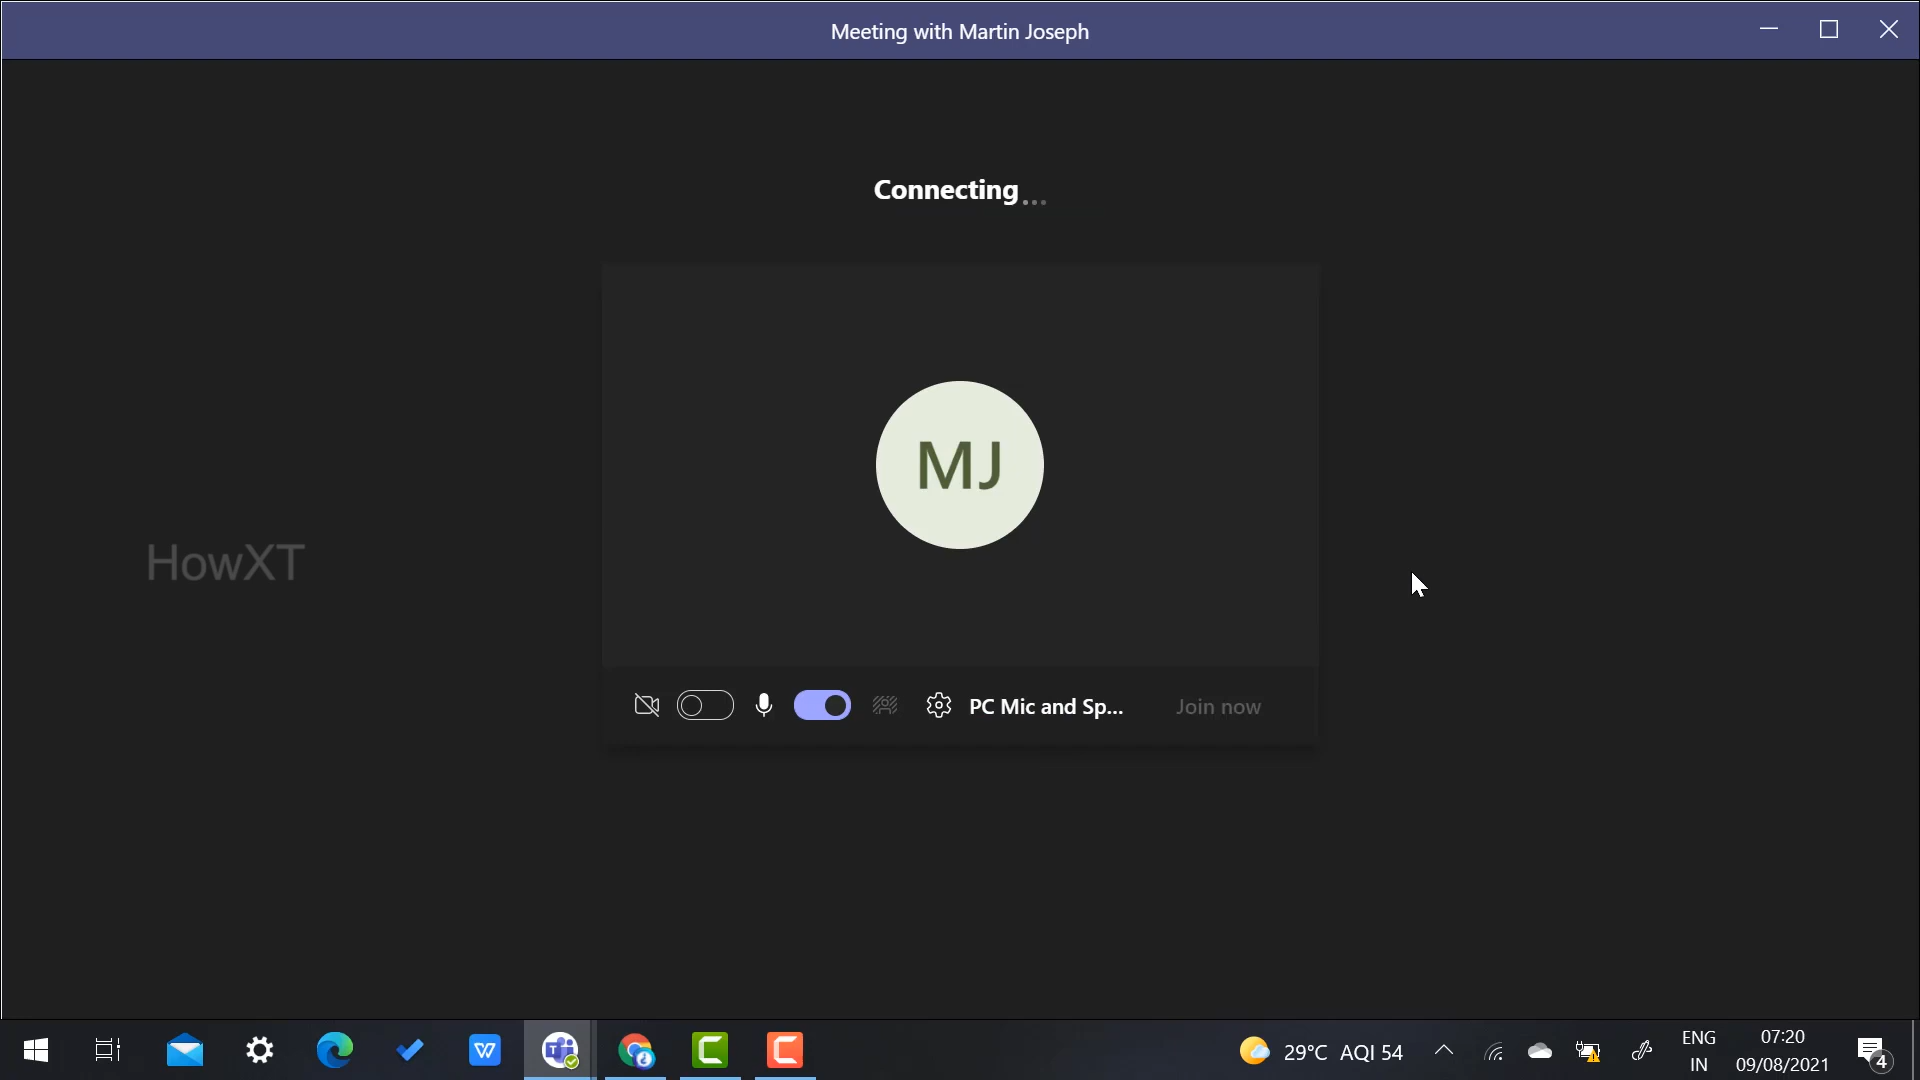 Meeting with Martin Joseph
Connecting...
MJ
HowXT
PC Mic and Sp...
Join now
29°C AQI 54
ENG
IN
07:20
09/08/2021
4